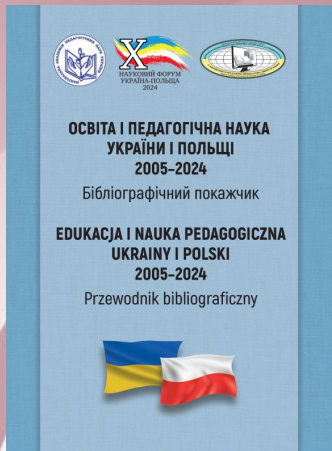 X
НАУКОВИЙ ФОРУМ
УКРАЇНА-ПОЛЬЩА
2024
ОСВІТА І ПЕДАГОГІЧНА НАУКА
УКРАЇНИ І ПОЛЬЩІ
2005–2024
Бібліографічний покажчик
EDUKACJA I NAUKA PEDAGOGICZNA
UKRAINY I POLSKI
2005–2024
Przewodnik bibliograficzny